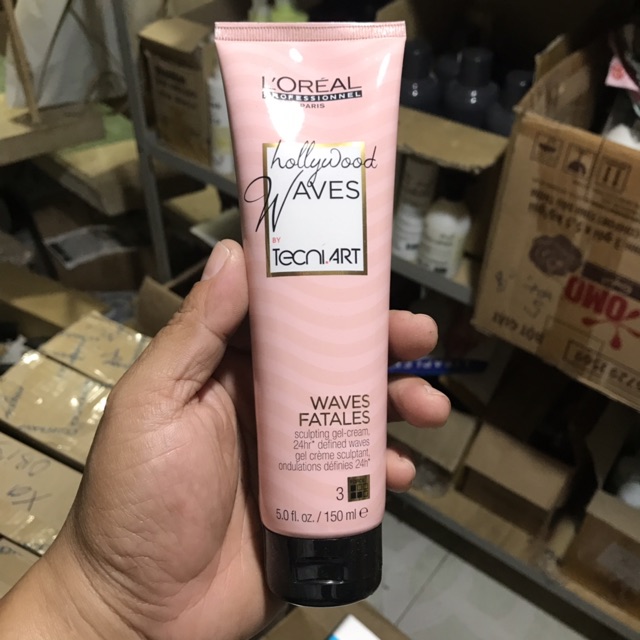 L'ORÉAL
PROFESSIONNEL
PARIS
hollywood
WAVES
BY
TECNI.ART
WAVES
FATALES
sculpting gel-cream,
24hr* defined waves
gel crème sculptant,
ondulations définies 24h*
3
5.0 fl. oz. / 150 ml e
OMO